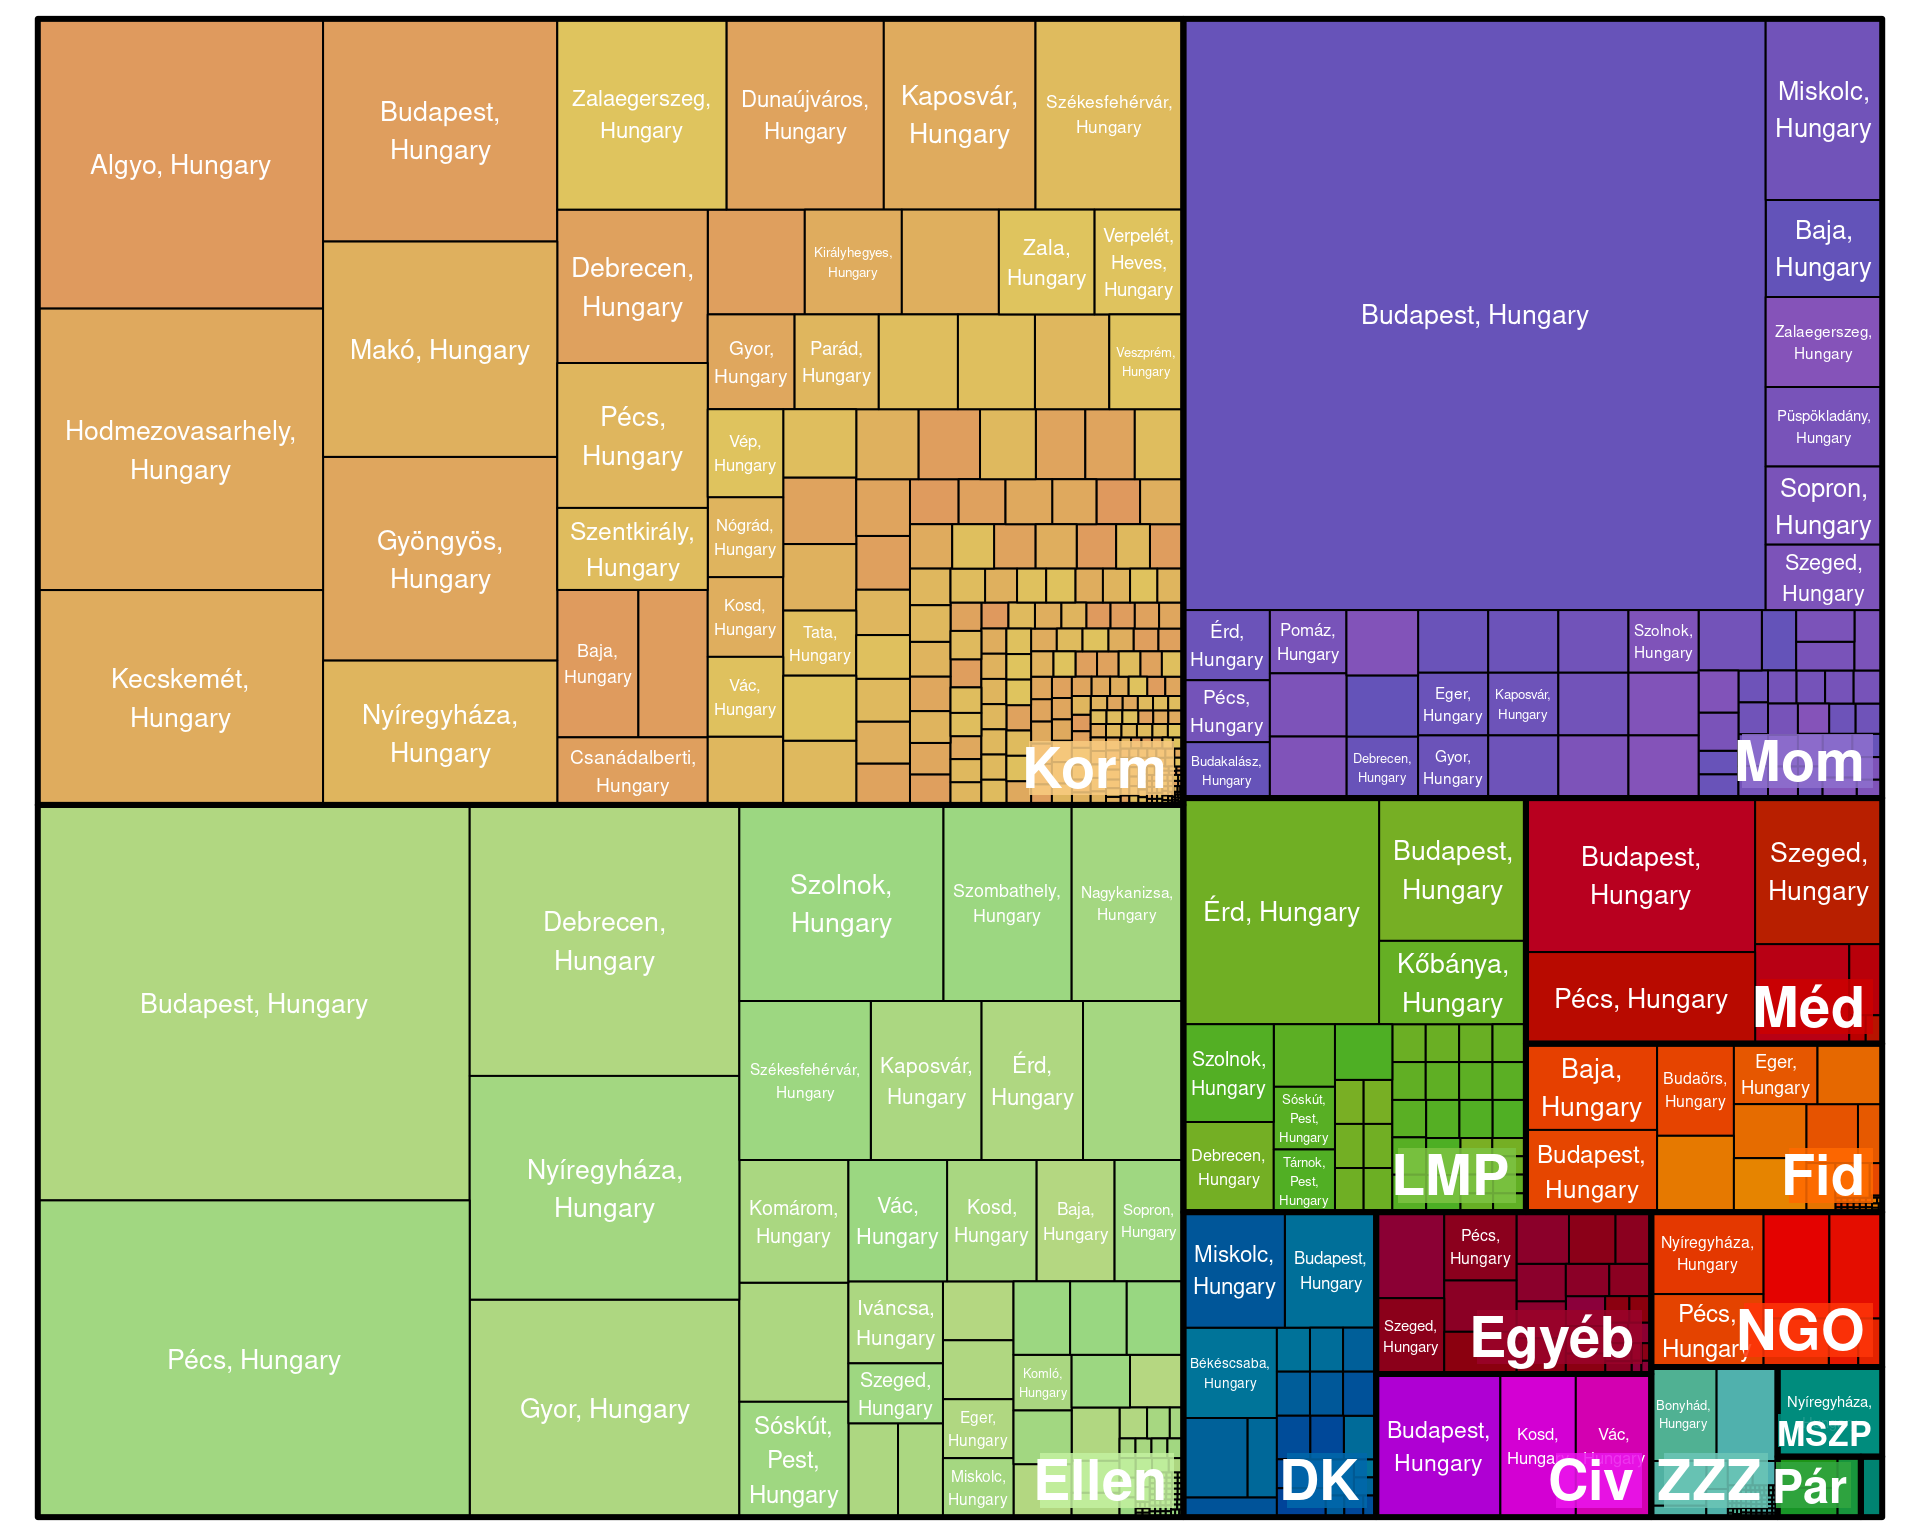 Algyo, Hungary
Hodmezovasarhely,
Hungary
Kecskemét,
Hungary
Budapest,
Hungary
Makó, Hungary
Gyöngyös,
Hungary
Nyíregyháza,
Hungary
Zalaegerszeg,
Hungary
Dunaújváros,
Hungary
Kaposvár,
Hungary
Székesfehérvár,
Hungary
Debrecen,
Hungary
Pécs,
Hungary
Szentkirály,
Hungary
Baja,
Hungary
Csanádalberti,
Hungary
Királyhegyes,
Hungary
Zala,
Hungary
Verpelét,
Heves,
Hungary
Gyor,
Hungary
Parád,
Hungary
Veszprém,
Hungary
Vép,
Hungary
Nógrád,
Hungary
Kosd,
Hungary
Vác,
Hungary
Tata,
Hungary
Korm
Budapest, Hungary
Miskolc,
Hungary
Baja,
Hungary
Zalaegerszeg,
Hungary
Püspökladány,
Hungary
Sopron,
Hungary
Szeged,
Hungary
Érd,
Hungary
Pécs,
Hungary
Budakalász,
Hungary
Pomáz,
Hungary
Debrecen,
Hungary
Eger,
Hungary
Gyor,
Hungary
Kaposvár,
Hungary
Szolnok,
Hungary
Mom
Budapest, Hungary
Pécs, Hungary
Debrecen,
Hungary
Nyíregyháza,
Hungary
Gyor, Hungary
Szolnok,
Hungary
Szombathely,
Hungary
Nagykanizsa,
Hungary
Székesfehérvár,
Hungary
Kaposvár,
Hungary
Érd,
Hungary
Komárom,
Hungary
Vác,
Hungary
Kosd,
Hungary
Baja,
Hungary
Sopron,
Hungary
Sóskút,
Pest,
Hungary
Iváncsa,
Hungary
Szeged,
Hungary
Eger,
Hungary
Miskolc,
Hungary
Komló,
Hungary
Ellen
Érd, Hungary
Budapest,
Hungary
Kőbánya,
Hungary
Szolnok,
Hungary
Debrecen,
Hungary
Sóskút,
Pest,
Hungary
Tárnok,
Pest,
Hungary
LMP
Budapest,
Hungary
Pécs, Hungary
Szeged,
Hungary
Méd
Baja,
Hungary
Budapest,
Hungary
Budaörs,
Hungary
Eger,
Hungary
Fid
Miskolc,
Hungary
Budapest,
Hungary
Békéscsaba,
Hungary
DK
Pécs,
Hungary
Szeged,
Hungary
Egyéb
Nyíregyháza,
Hungary
Pécs,
Hungary
NGO
Budapest,
Hungary
Kosd,
Hungary
Vác,
Hungary
Civ
Bonyhád,
Hungary
ZZZ
Nyíregyháza,
MSZP
Pár